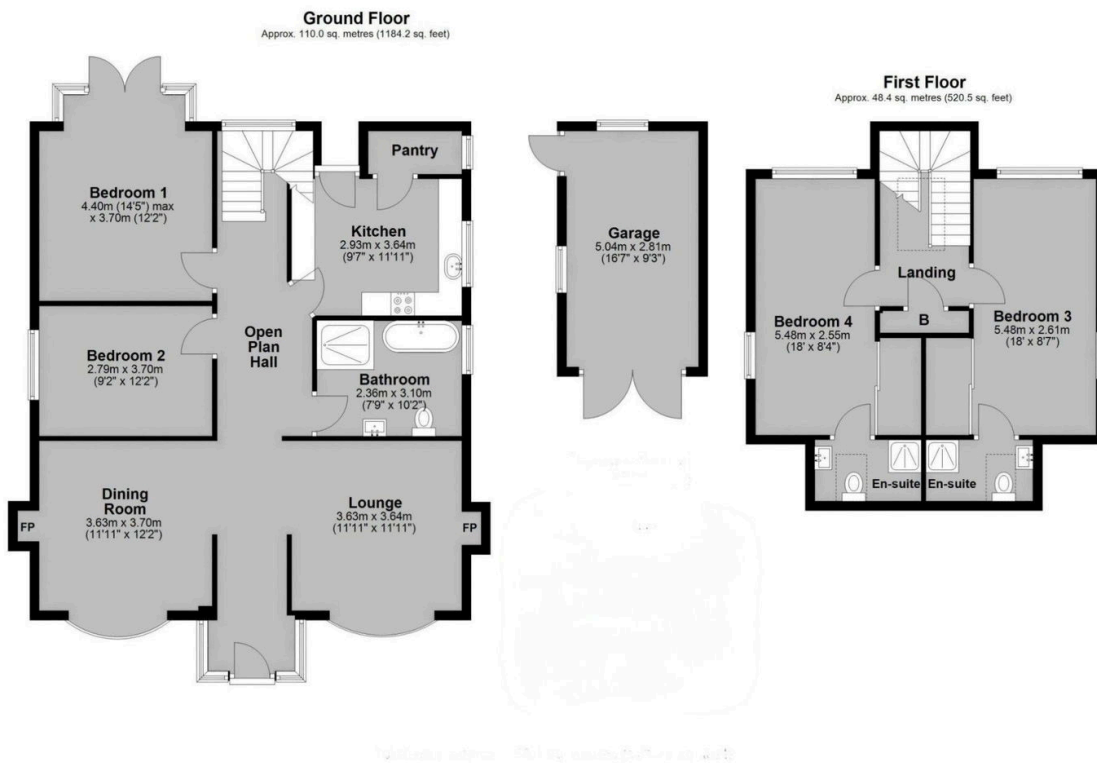 Ground Floor
Approx. 110.0 sq. metres (1184.2 sq. feet)
Bedroom 1
4.40m (14'5") max
x 3.70m (12'2")
Pantry
Kitchen
2.93m x 3.64m
(9'7" x 11'11")
Open
Plan
Hall
Bedroom 2
2.79m x 3.70m
(9'2" x 12'2")
Bathroom
2.36m x 3.10m
(7'9" x 10'2")
Dining
Room
3.63m x 3.70m
(11'11" x 12'2")
FP
Lounge
3.63m x 3.64m
(11'11" x 11'11")
FP
Garage
5.04m x 2.81m
(16'7" x 9'3")
First Floor
Approx. 48.4 sq. metres (520.5 sq. feet)
Landing
B
Bedroom 4
5.48m x 2.55m
(18' x 8'4")
Bedroom 3
5.48m x 2.61m
(18' x 8'7")
En-suite
En-suite